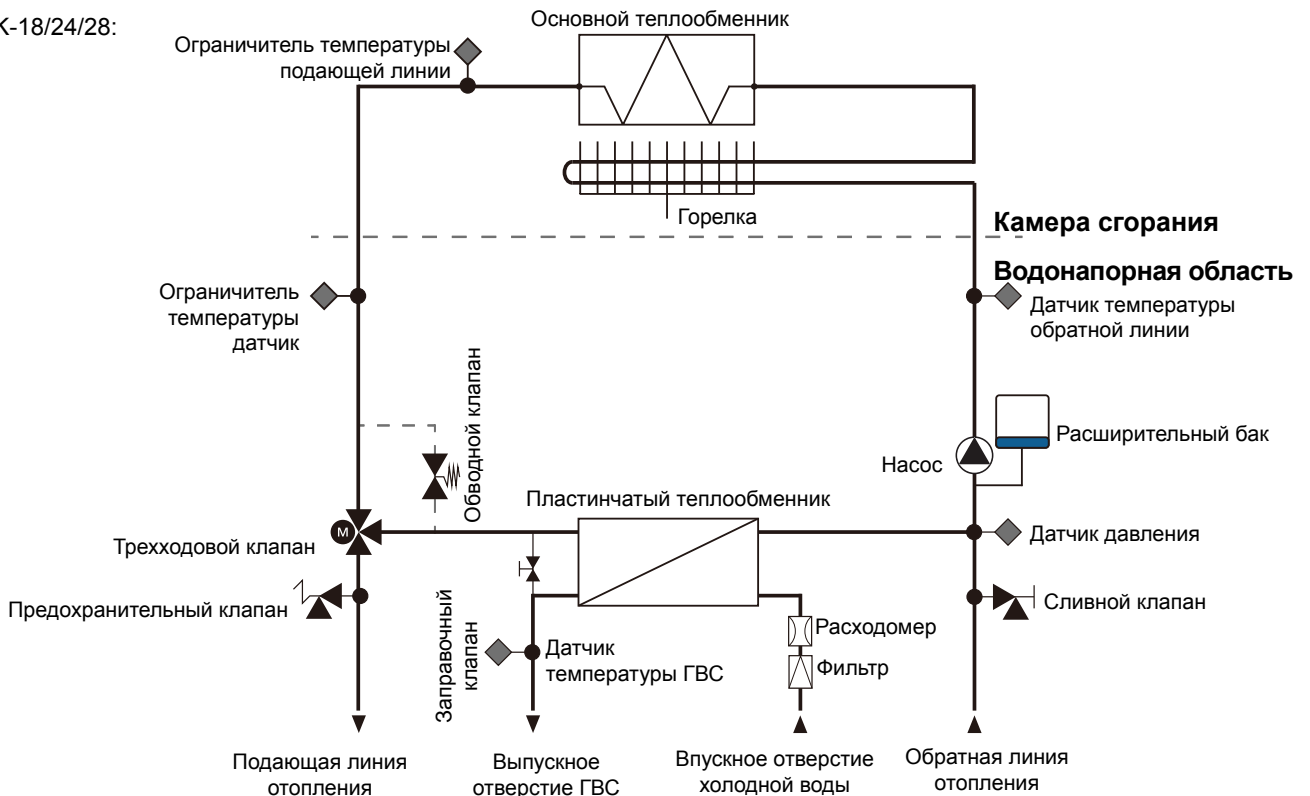 К-18/24/28:
Основной теплообменник
Ограничитель температуры
подающей линии
Горелка
Камера сгорания
Водонапорная область
Ограничитель
температуры
датчик
Датчик температуры
обратной линии
Обводной клапан
Расширительный бак
Насос
Пластинчатый теплообменник
Трехходовой клапан
M
Датчик давления
Предохранительный клапан
Сливной клапан
Заправочный
клапан
Датчик
температуры ГВС
Расходомер
Фильтр
Подающая линия
отопления
Выпускное
отверстие ГВС
Впускное отверстие
холодной воды
Обратная линия
отопления